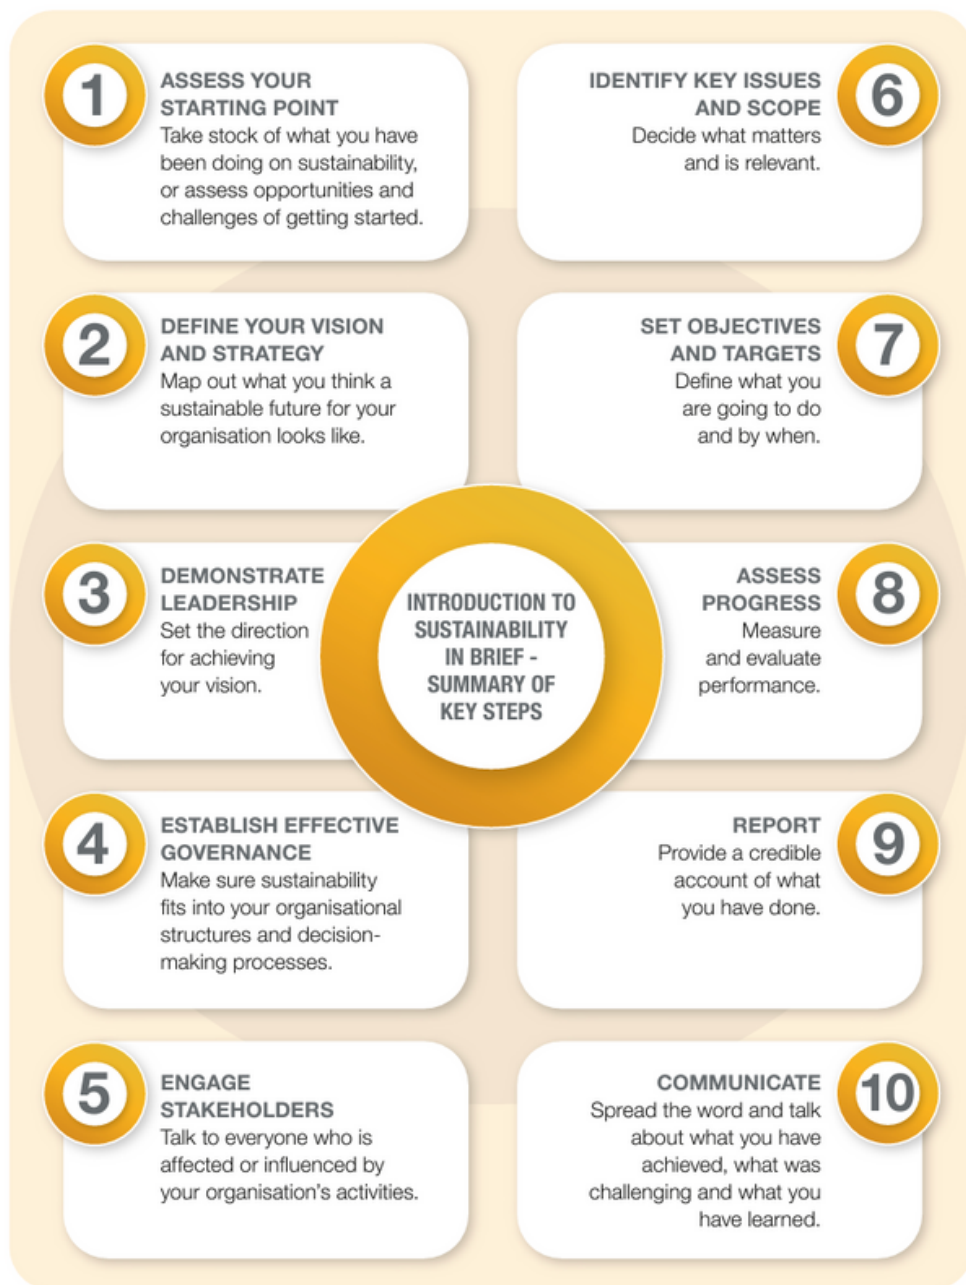 1
ASSESS YOUR
STARTING POINT
Take stock of what you have
been doing on sustainability,
or assess opportunities and
challenges of getting started.
2
DEFINE YOUR VISION
AND STRATEGY
Map out what you think a
sustainable future for your
organisation looks like.
3
DEMONSTRATE
LEADERSHIP
Set the direction
for achieving
your vision.
4
ESTABLISH EFFECTIVE
GOVERNANCE
Make sure sustainability
fits into your organisational
structures and decision-
making processes.
5
ENGAGE
STAKEHOLDERS
Talk to everyone who is
affected or influenced by
your organisation's activities.
INTRODUCTION TO
SUSTAINABILITY
IN BRIEF -
SUMMARY OF
KEY STEPS
6
IDENTIFY KEY ISSUES
AND SCOPE
Decide what matters
and is relevant.
7
SET OBJECTIVES
AND TARGETS
Define what you
are going to do
and by when.
8
ASSESS
PROGRESS
Measure
and evaluate
performance.
9
REPORT
Provide a credible
account of what
you have done.
10
COMMUNICATE
Spread the word and talk
about what you have
achieved, what was
challenging and what you
have learned.